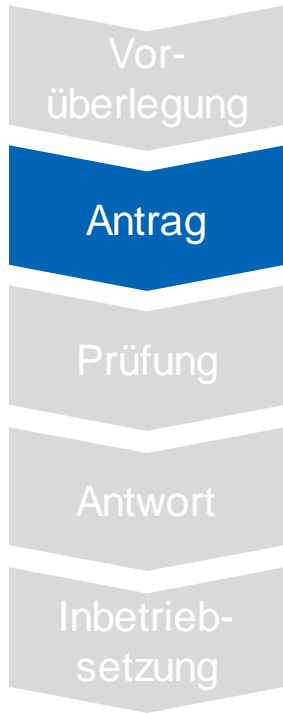 Vor-
überlegung
Antrag
Prüfung
Antwort
Inbetrieb-
setzung